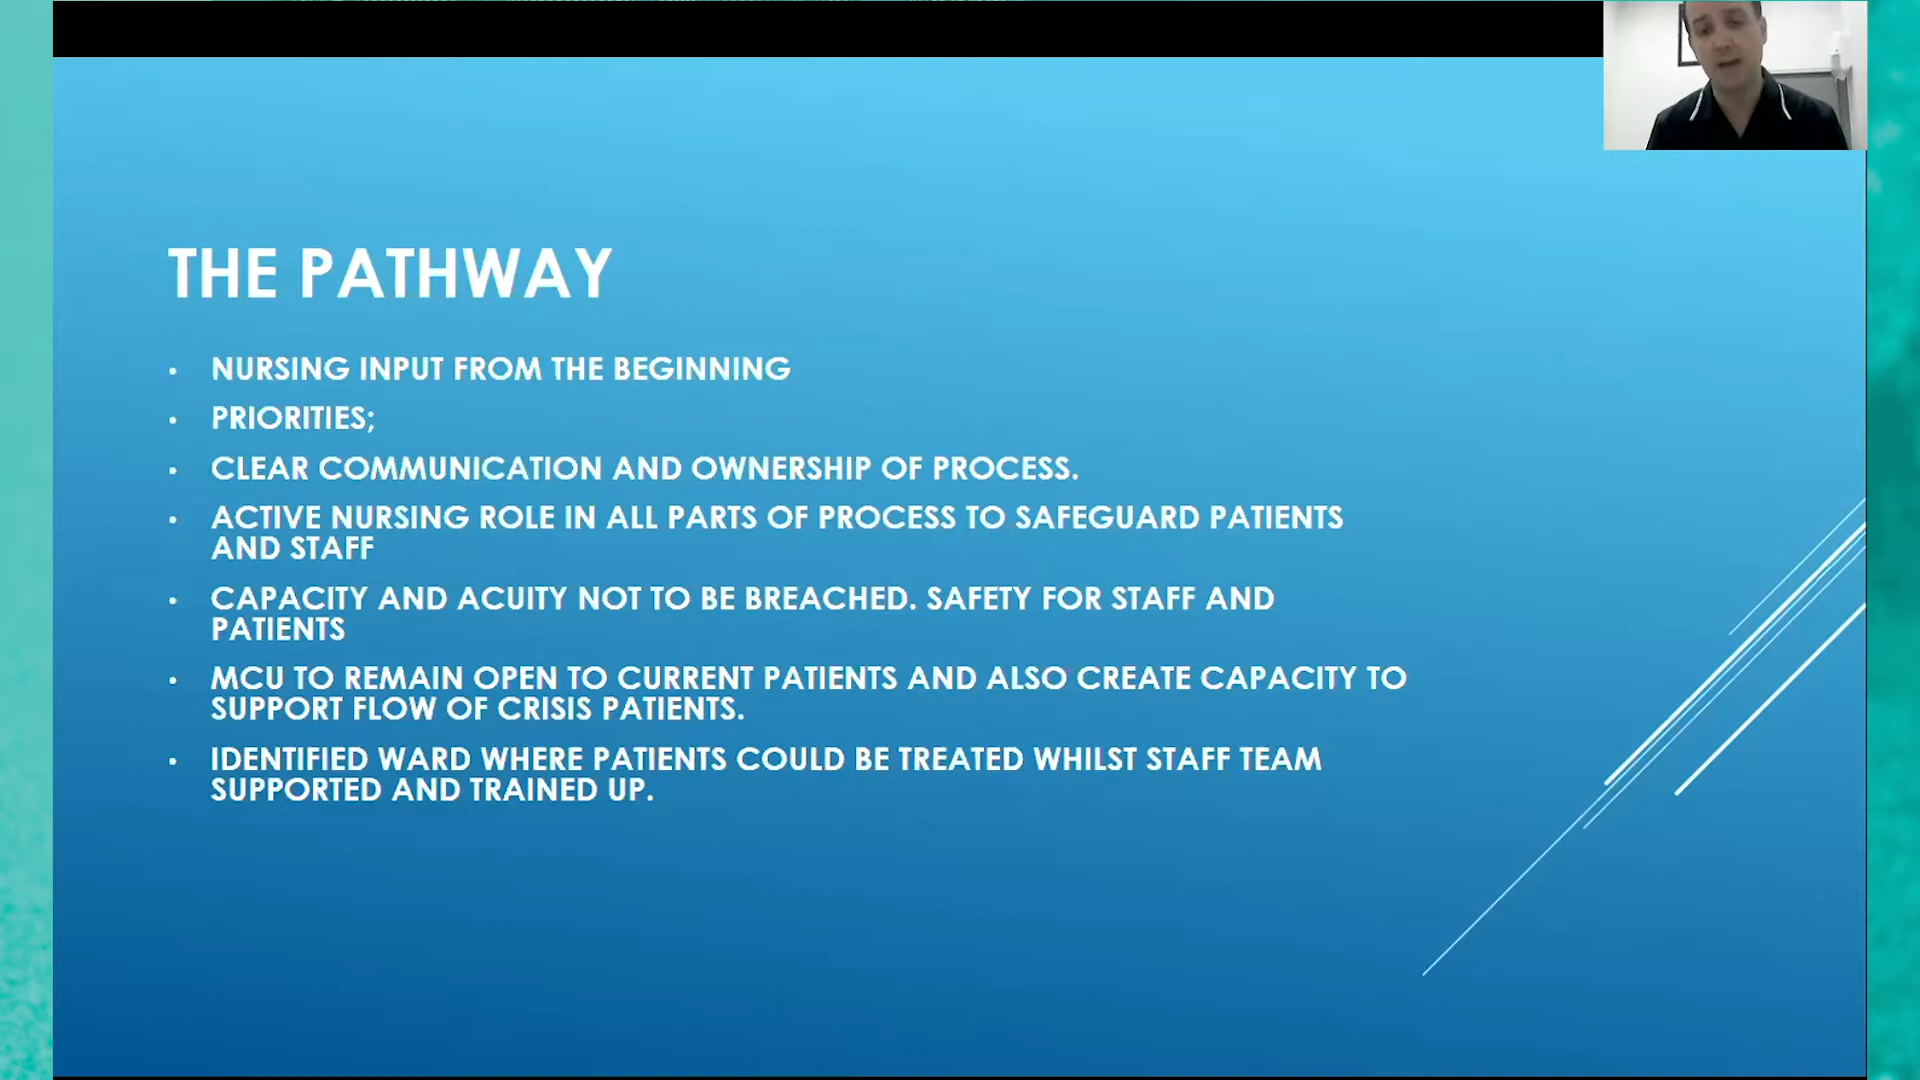 THE PATHWAY
• NURSING INPUT FROM THE BEGINNING
• PRIORITIES;
• CLEAR COMMUNICATION AND OWNERSHIP OF PROCESS.
• ACTIVE NURSING ROLE IN ALL PARTS OF PROCESS TO SAFEGUARD PATIENTS
AND STAFF
• CAPACITY AND ACUITY NOT TO BE BREACHED. SAFETY FOR STAFF AND
PATIENTS
• MCU TO REMAIN OPEN TO CURRENT PATIENTS AND ALSO CREATE CAPACITY TO
SUPPORT FLOW OF CRISIS PATIENTS.
• IDENTIFIED WARD WHERE PATIENTS COULD BE TREATED WHILST STAFF TEAM
SUPPORTED AND TRAINED UP.